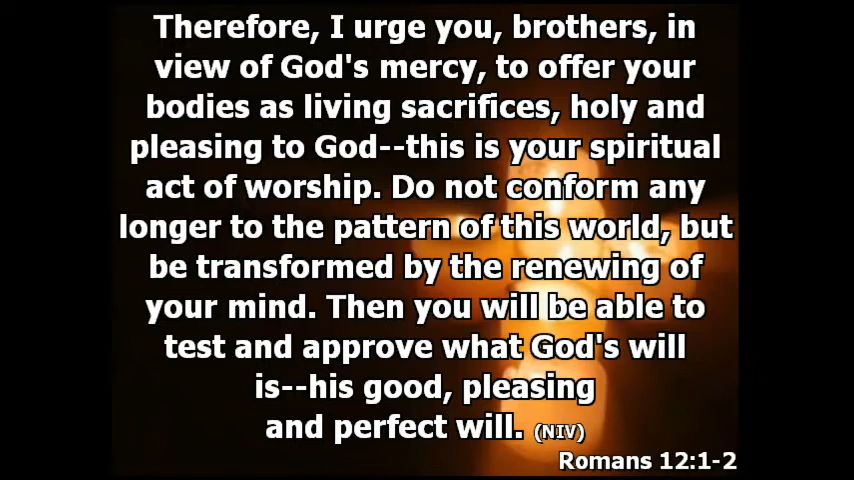 Therefore, I urge you, brothers, in
view of God's mercy, to offer your
bodies as living sacrifices, holy and
pleasing to God--this is your spiritual
act of worship. Do not conform any
longer to the pattern of this world, but
be transformed by the renewing of
your mind. Then you will be able to
test and approve what God's will
is--his good, pleasing
and perfect will. (NIV)
Romans 12:1-2